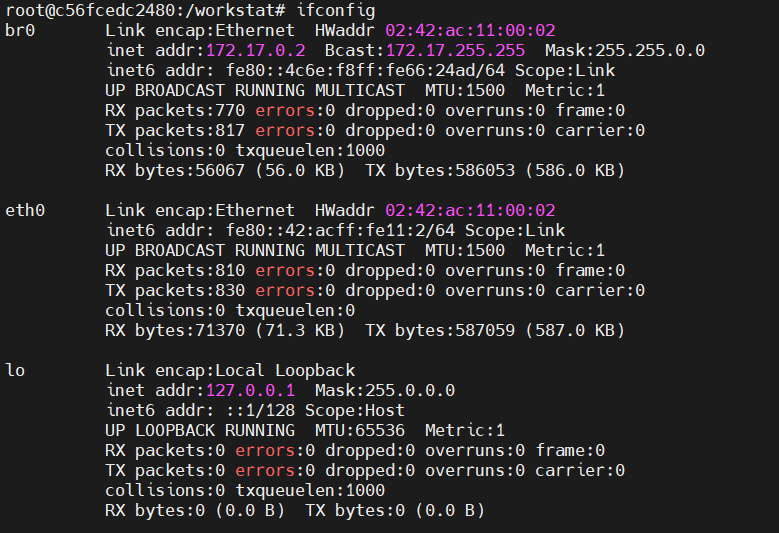 root@c56fcedc2480:/workstat# ifconfig
br0       Link encap:Ethernet  HWaddr 02:42:ac:11:00:02
          inet addr:172.17.0.2  Bcast:172.17.255.255  Mask:255.255.0.0
          inet6 addr: fe80::4c6e:f8ff:fe66:24ad/64 Scope:Link
          UP BROADCAST RUNNING MULTICAST  MTU:1500  Metric:1
          RX packets:770 errors:0 dropped:0 overruns:0 frame:0
          TX packets:817 errors:0 dropped:0 overruns:0 carrier:0
          collisions:0 txqueuelen:1000
          RX bytes:56067 (56.0 KB)  TX bytes:586053 (586.0 KB)

eth0      Link encap:Ethernet  HWaddr 02:42:ac:11:00:02
          inet6 addr: fe80::42:acff:fe11:2/64 Scope:Link
          UP BROADCAST RUNNING MULTICAST  MTU:1500  Metric:1
          RX packets:810 errors:0 dropped:0 overruns:0 frame:0
          TX packets:830 errors:0 dropped:0 overruns:0 carrier:0
          collisions:0 txqueuelen:0
          RX bytes:71370 (71.3 KB)  TX bytes:587059 (587.0 KB)

lo        Link encap:Local Loopback
          inet addr:127.0.0.1  Mask:255.0.0.0
          inet6 addr: ::1/128 Scope:Host
          UP LOOPBACK RUNNING  MTU:65536  Metric:1
          RX packets:0 errors:0 dropped:0 overruns:0 frame:0
          TX packets:0 errors:0 dropped:0 overruns:0 carrier:0
          collisions:0 txqueuelen:1000
          RX bytes:0 (0.0 B)  TX bytes:0 (0.0 B)